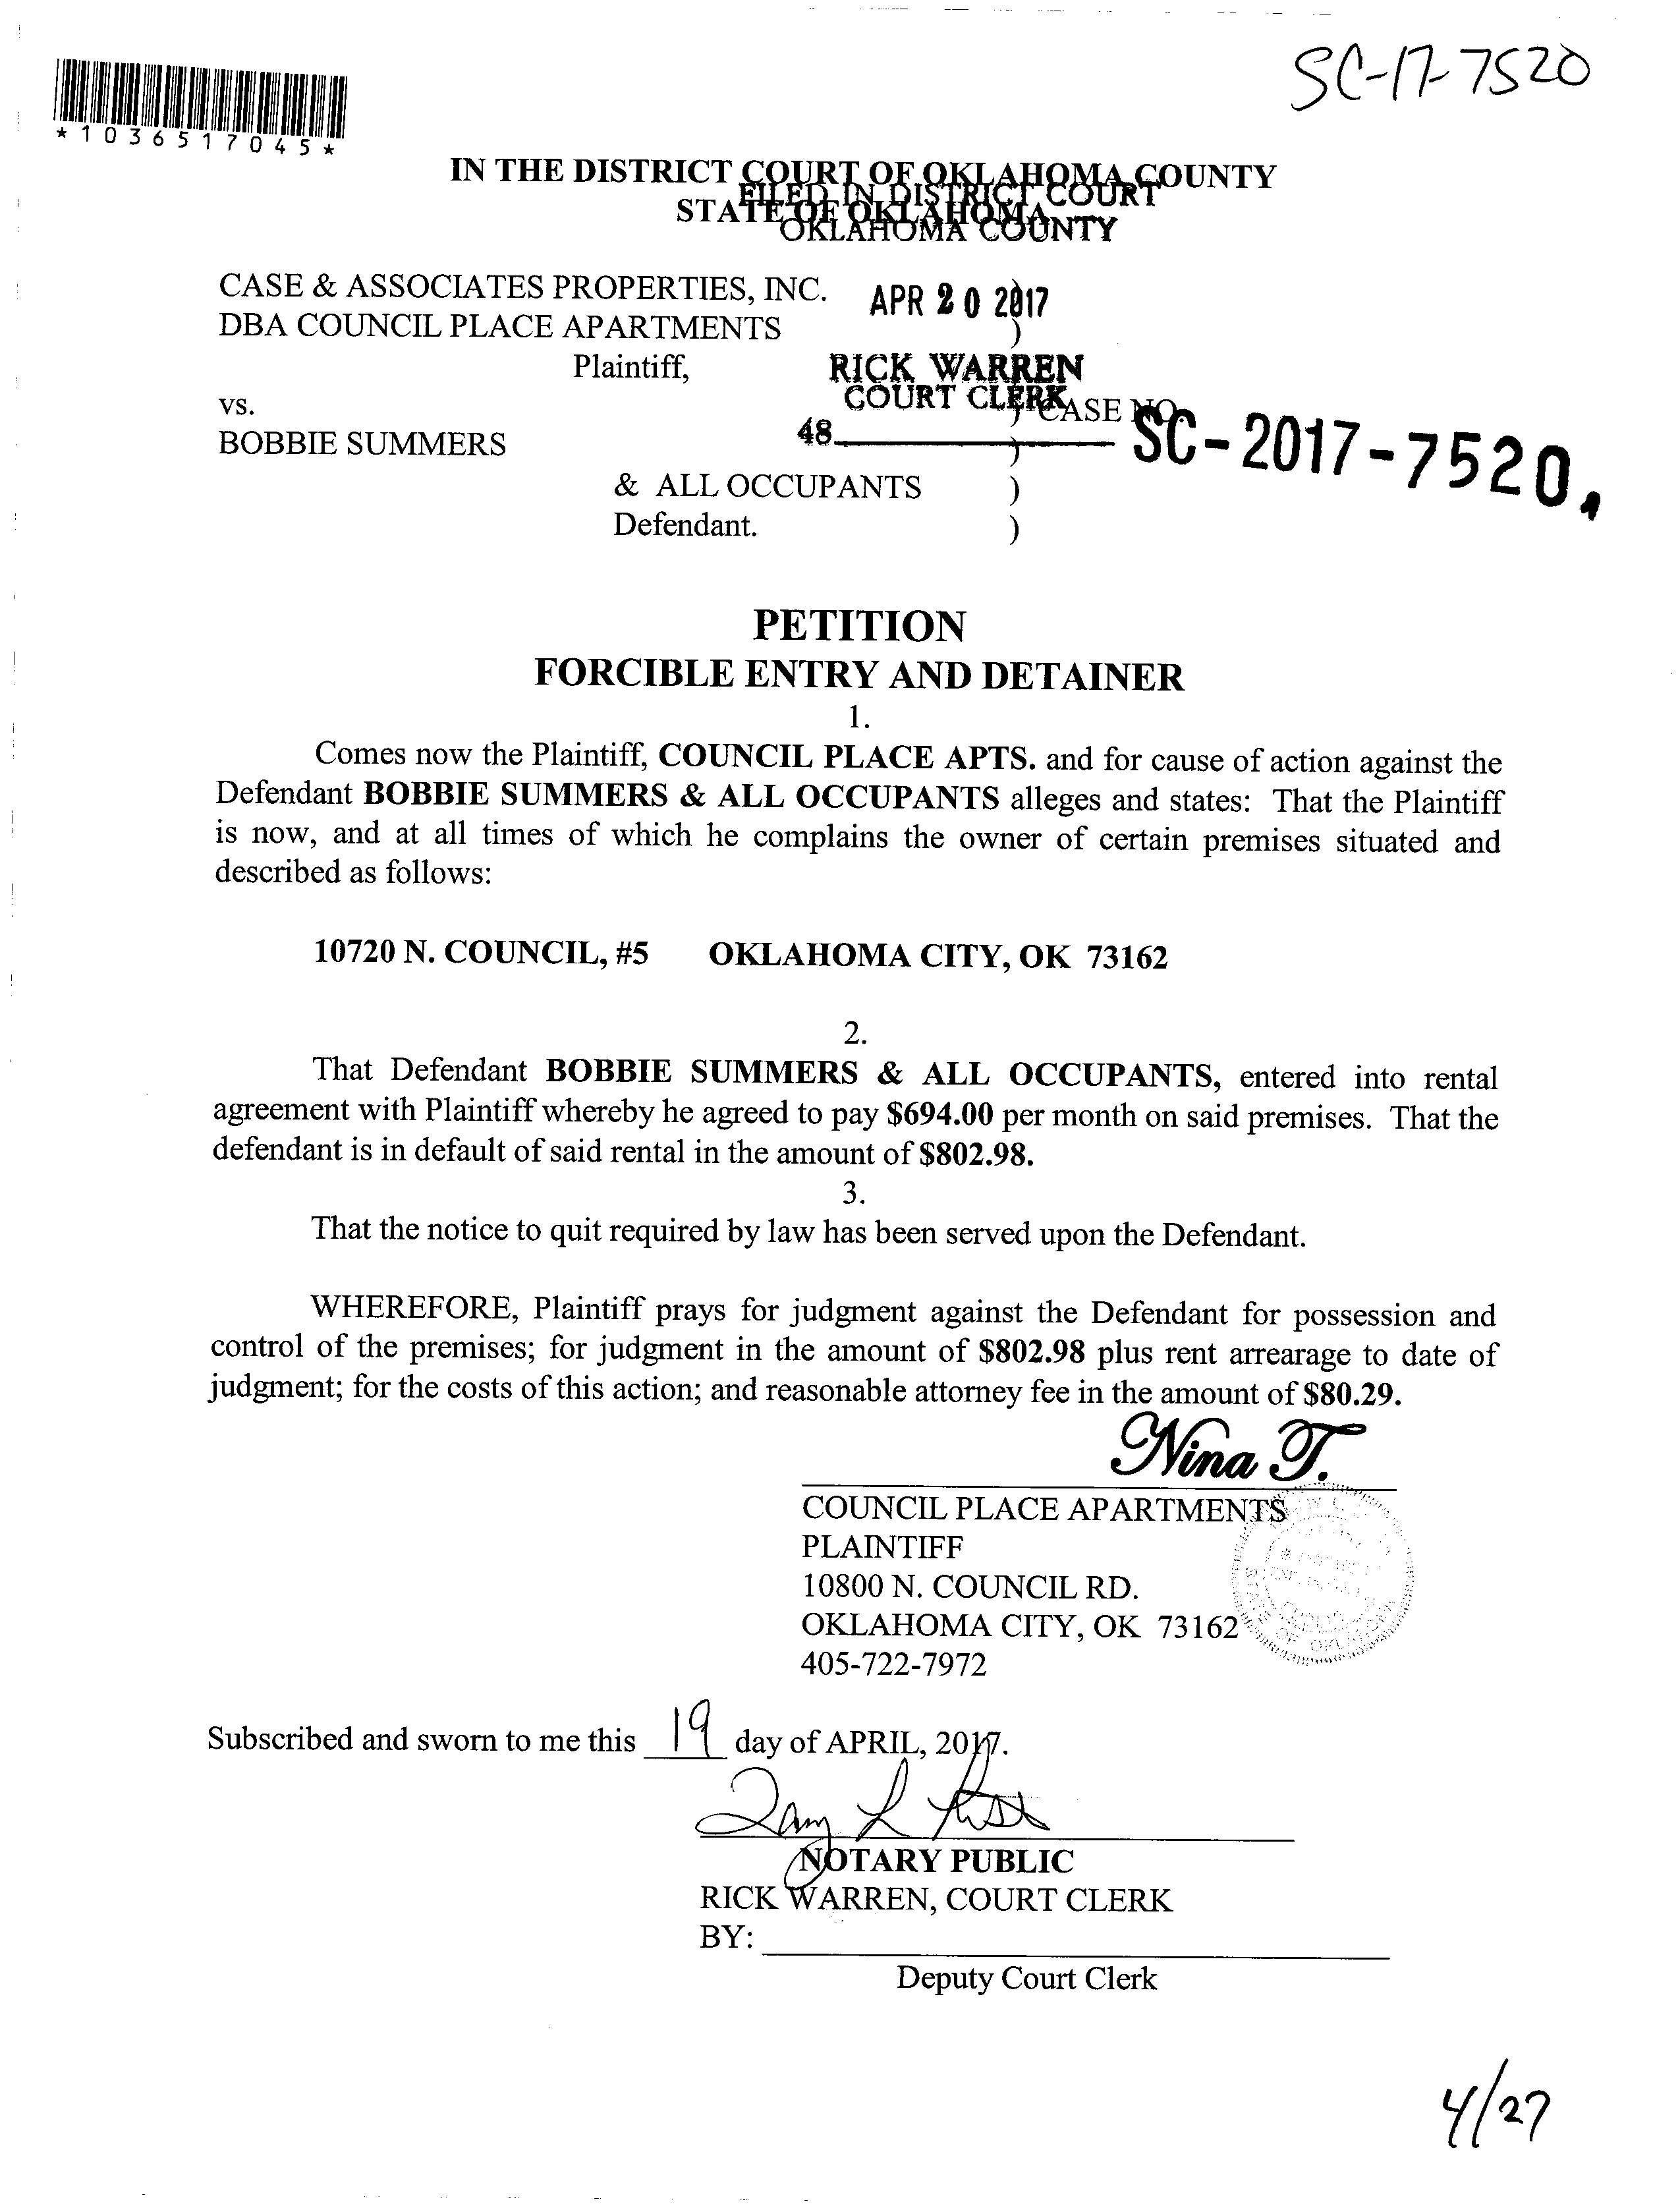 SC-17-7520
*1036517045*
IN THE DISTRICT COURT OF OKLAHOMA COUNTY
STATE OF OKLAHOMA
FILED IN DISTRICT COURT
OKLAHOMA COUNTY
CASE & ASSOCIATES PROPERTIES, INC. )
DBA COUNCIL PLACE APARTMENTS )
APR 20 2017
Plaintiff,
RICK WARREN
COURT CLERK
vs. ) CASE NO.
48
SC-2017-7520
BOBBIE SUMMERS )
& ALL OCCUPANTS )
Defendant. )
PETITION
FORCIBLE ENTRY AND DETAINER
1.
Comes now the Plaintiff, COUNCIL PLACE APTS. and for cause of action against the
Defendant BOBBIE SUMMERS & ALL OCCUPANTS alleges and states: That the Plaintiff
is now, and at all times of which he complains the owner of certain premises situated and
described as follows:
10720 N. COUNCIL, #5 OKLAHOMA CITY, OK 73162
2.
That Defendant BOBBIE SUMMERS & ALL OCCUPANTS, entered into rental
agreement with Plaintiff whereby he agreed to pay $694.00 per month on said premises. That the
defendant is in default of said rental in the amount of $802.98.
3.
That the notice to quit required by law has been served upon the Defendant.
WHEREFORE, Plaintiff prays for judgment against the Defendant for possession and
control of the premises; for judgment in the amount of $802.98 plus rent arrearage to date of
judgment; for the costs of this action; and reasonable attorney fee in the amount of $80.29.
Nina T.
COUNCIL PLACE APARTMENTS
PLAINTIFF
10800 N. COUNCIL RD.
OKLAHOMA CITY, OK 73162
405-722-7972
Subscribed and sworn to me this 19 day of APRIL, 2017.
NOTARY PUBLIC
RICK WARREN, COURT CLERK
BY:
Deputy Court Clerk
4/27